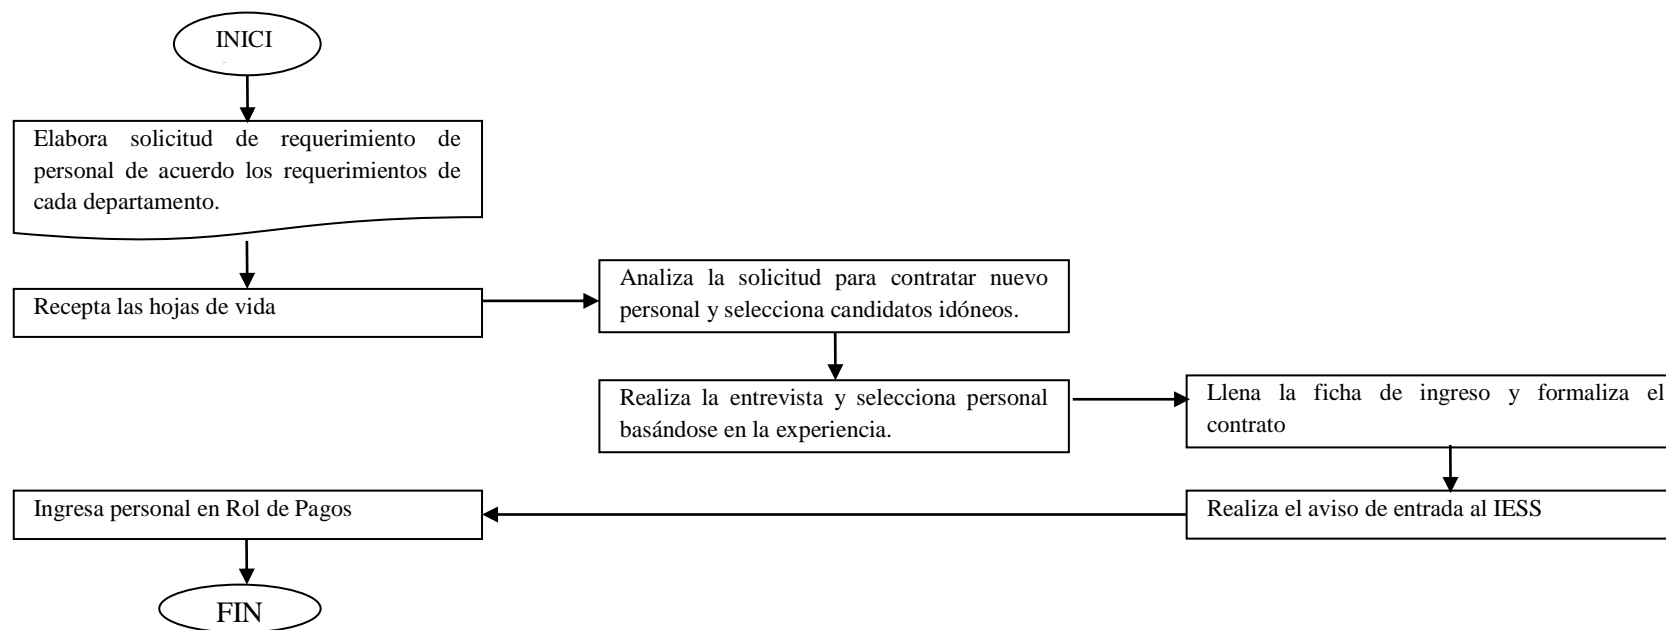 INICI
Elabora solicitud de requerimiento de
personal de acuerdo los requerimientos de
cada departamento.
Recepta las hojas de vida
Analiza la solicitud para contratar nuevo
personal y selecciona candidatos idóneos.
Realiza la entrevista y selecciona personal
basándose en la experiencia.
Llena la ficha de ingreso y formaliza el
contrato
Realiza el aviso de entrada al IESS
Ingresa personal en Rol de Pagos
FIN